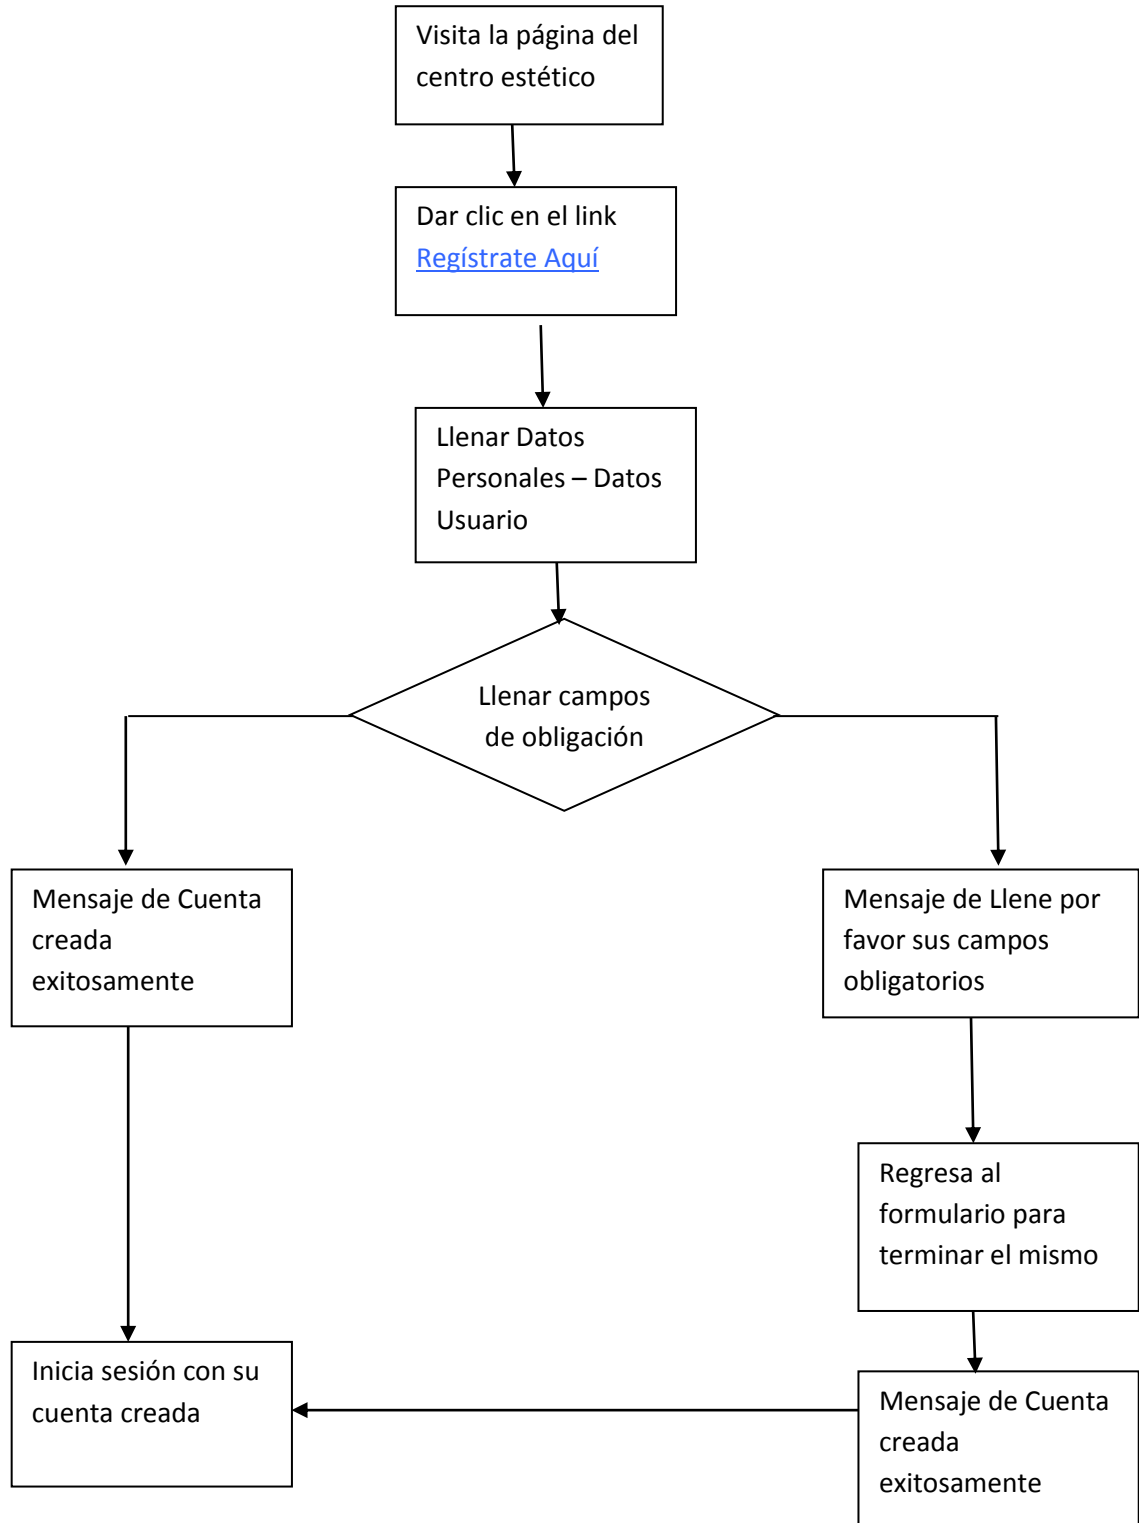 Visita la página del
centro estético
Dar clic en el link
Regístrate Aquí
Llenar Datos
Personales – Datos
Usuario
Llenar campos
de obligación
Mensaje de Cuenta
creada
exitosamente
Mensaje de Llene por
favor sus campos
obligatorios
Regresa al
formulario para
terminar el mismo
Inicia sesión con su
cuenta creada
Mensaje de Cuenta
creada
exitosamente